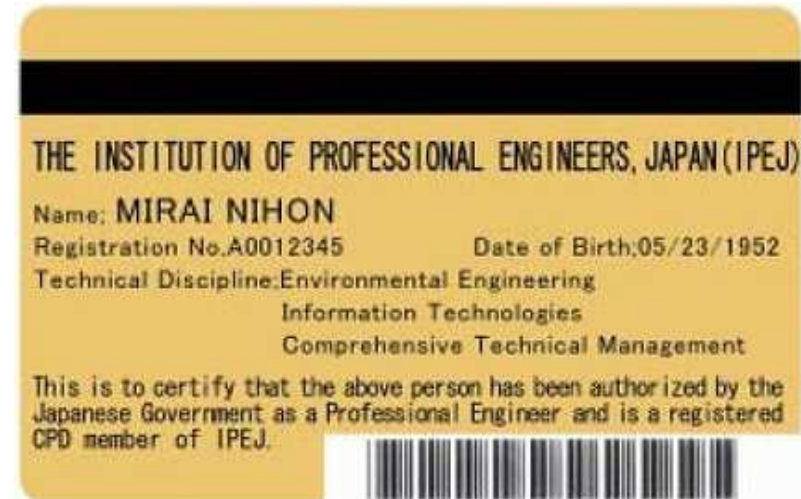 THE INSTITUTION OF PROFESSIONAL ENGINEERS, JAPAN(IPEJ)
Name; MIRAI NIHON
Registration No.A0012345 Date of Birth;05/23/1952
Technical Discipline;Environmental Engineering
Information Technologies
Comprehensive Technical Management
This is to certify that the above person has been authorized by the
Japanese Government as a Professional Engineer and is a registered
CPD member of IPEJ.